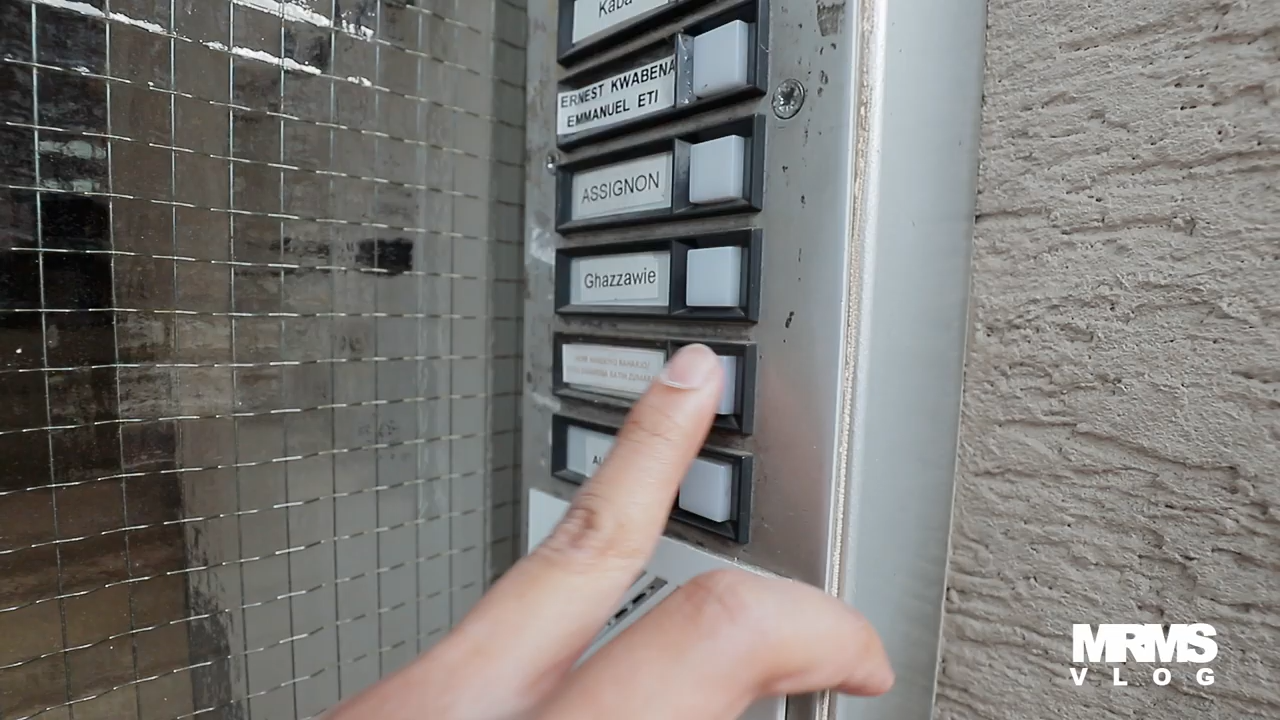 Kaba
ERNEST KWABENA
EMMANUEL ETI
ASSIGNON
Ghazzawie
MRMS
VLOG